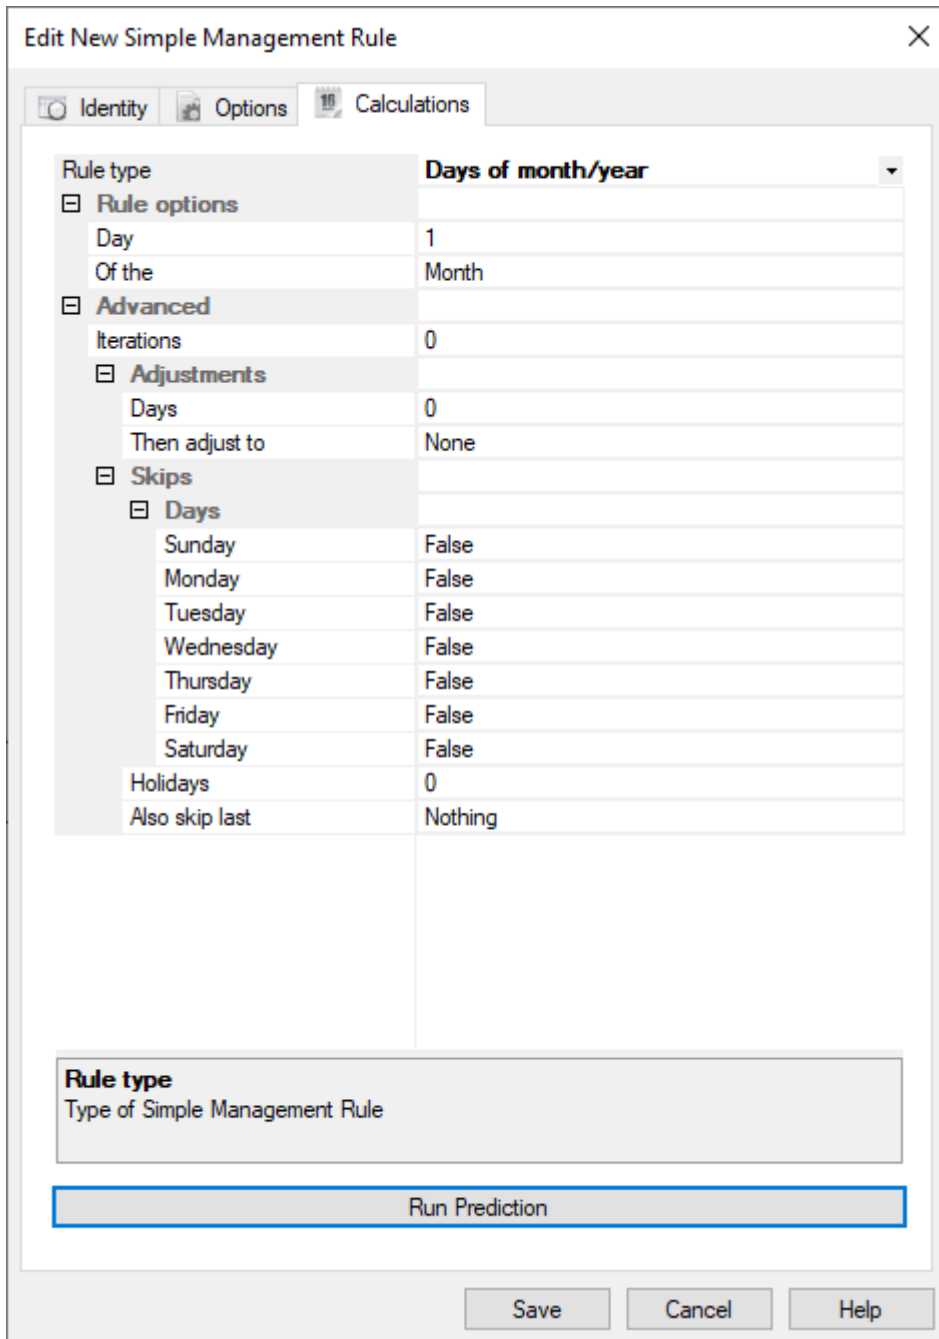 Edit New Simple Management Rule
Identity Options 16 Calculations
Rule type Days of month/year
Rule options
Day 1
Of the Month
Advanced
Iterations 0
Adjustments
Days 0
Then adjust to None
Skips
Days
Sunday False
Monday False
Tuesday False
Wednesday False
Thursday False
Friday False
Saturday False
Holidays 0
Also skip last Nothing
Rule type
Type of Simple Management Rule
Run Prediction
Save Cancel Help